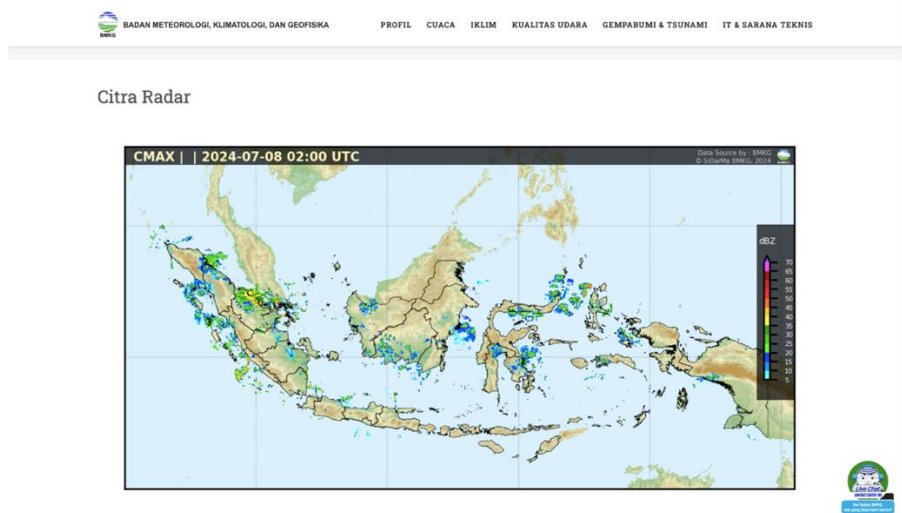 BMKG
BADAN METEOROLOGI, KLIMATOLOGI, DAN GEOFISIKA
PROFIL CUACA IKLIM KUALITAS UDARA GEMPABUMI & TSUNAMI IT & SARANA TEKNIS
Citra Radar
CMAX | | 2024-07-08 02:00 UTC
Data Source by : BMKG
© SiDarMa BMKG, 2024
dBZ
70
65
60
55
50
45
40
35
30
25
20
15
10
5
Live Chat